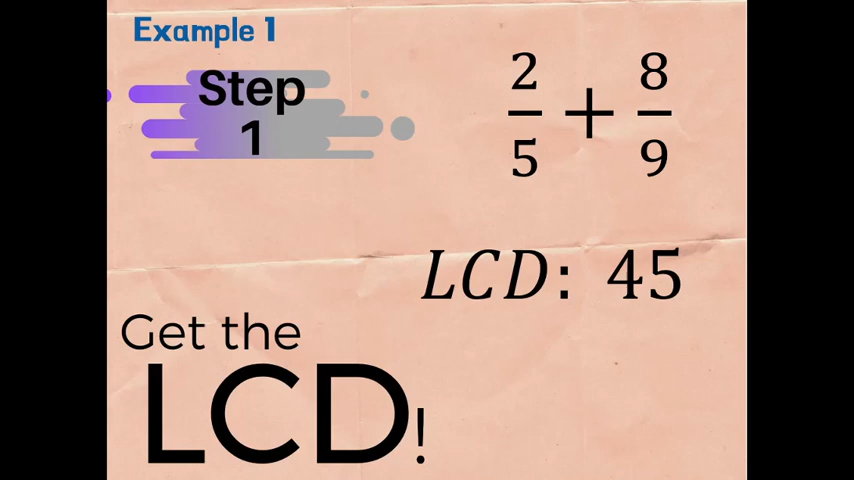 Example 1
Step
1
2/5 + 8/9
LCD: 45
Get the
LCD!